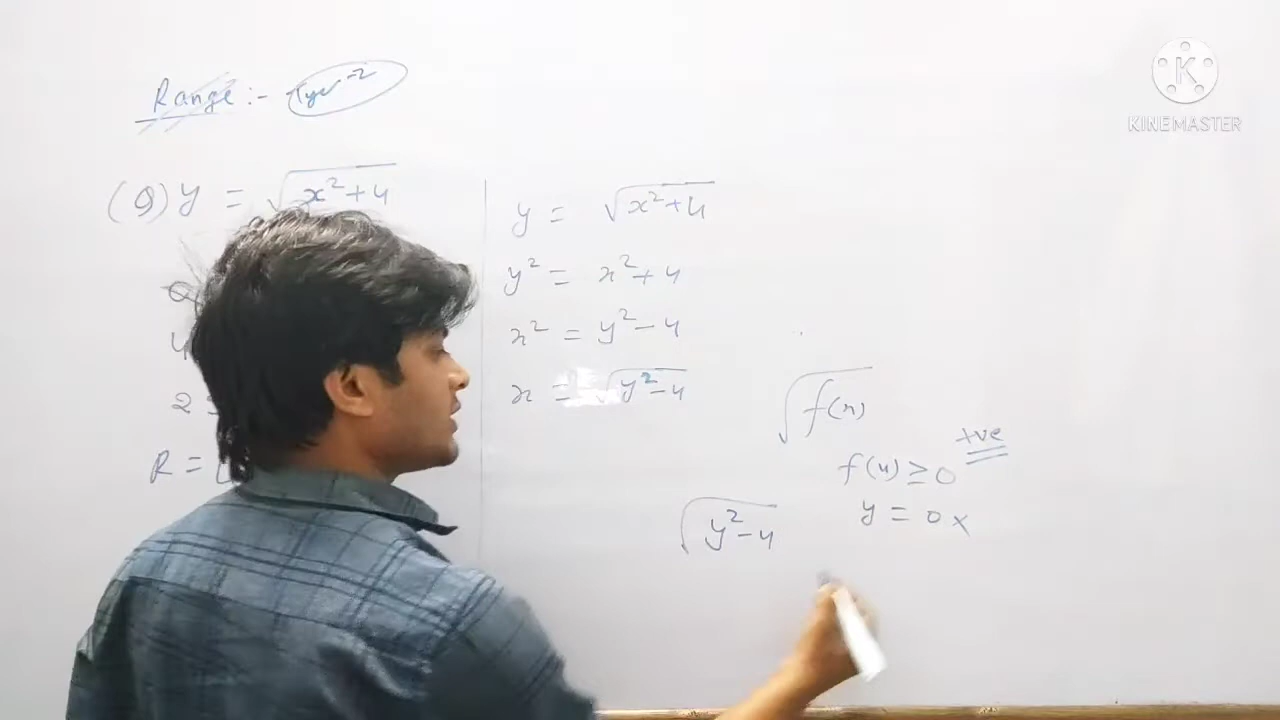 Range :- Type-2
(Q) y = √x²+4
2
R = [
y = √x²+4
y² = x²+4
x² = y²-4
x = √y²-4
√f(x)
+ve
f(x) ≥ 0
y = 0 x
√y²-4
KINEMASTER